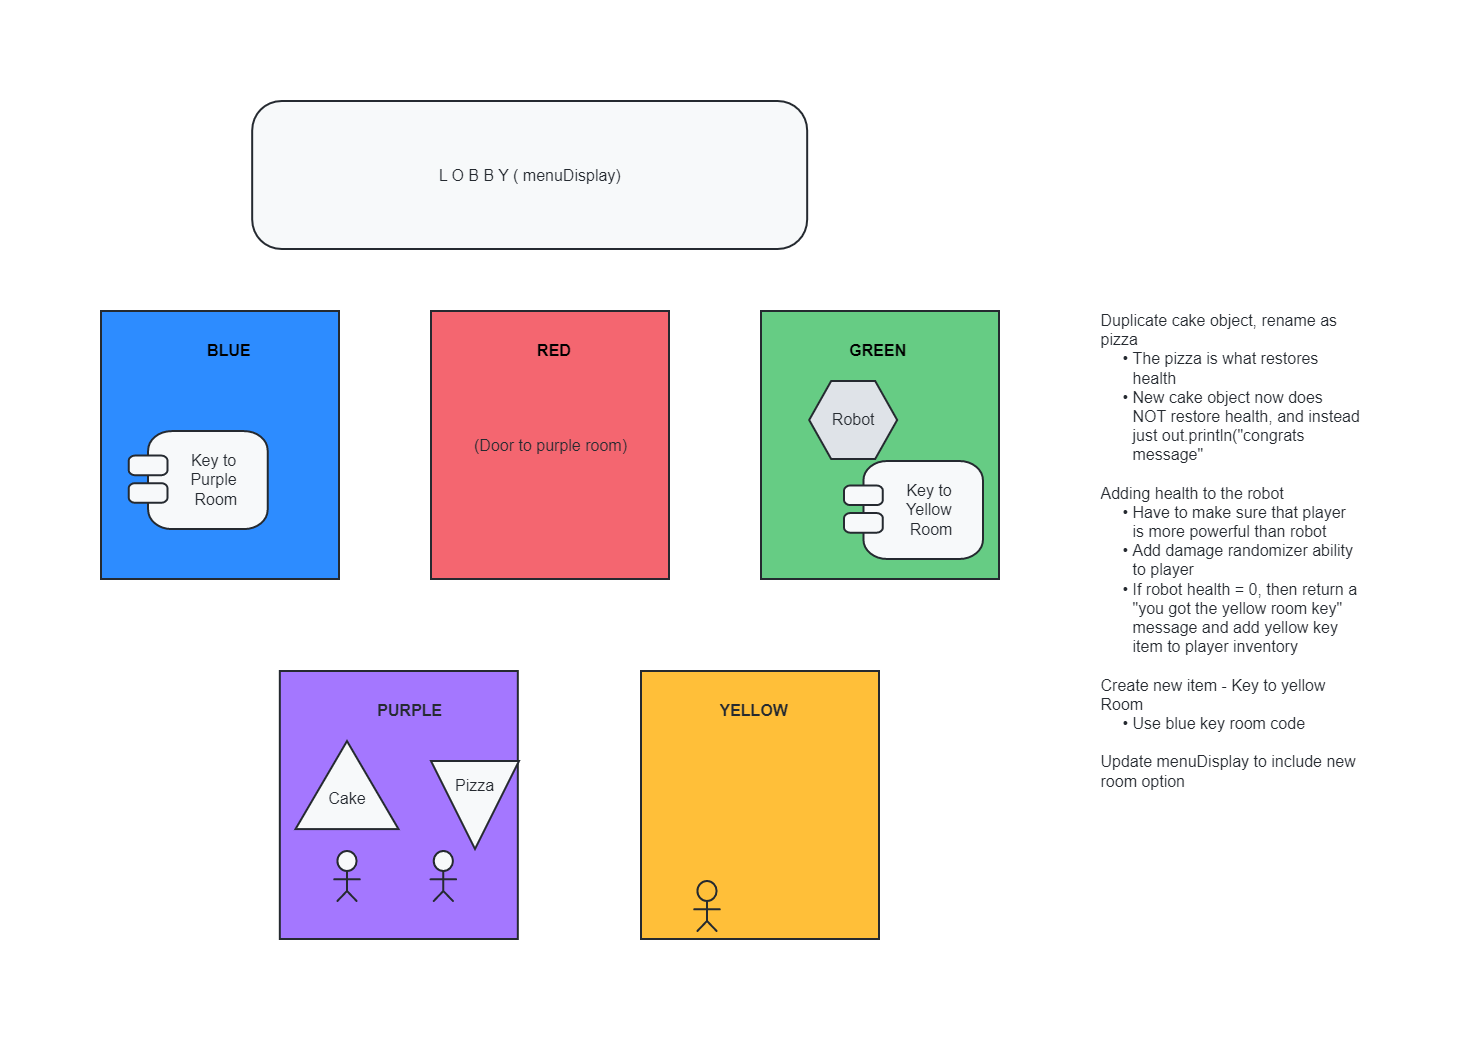 L O B B Y ( menuDisplay)
BLUE
Key to
Purple
Room
RED
(Door to purple room)
GREEN
Robot
Key to
Yellow
Room
PURPLE
Cake
Pizza
YELLOW
Duplicate cake object, rename as
pizza
• The pizza is what restores
health
• New cake object now does
NOT restore health, and instead
just out.println("congrats
message"
Adding health to the robot
• Have to make sure that player
is more powerful than robot
• Add damage randomizer ability
to player
• If robot health = 0, then return a
"you got the yellow room key"
message and add yellow key
item to player inventory
Create new item - Key to yellow
Room
• Use blue key room code
Update menuDisplay to include new
room option